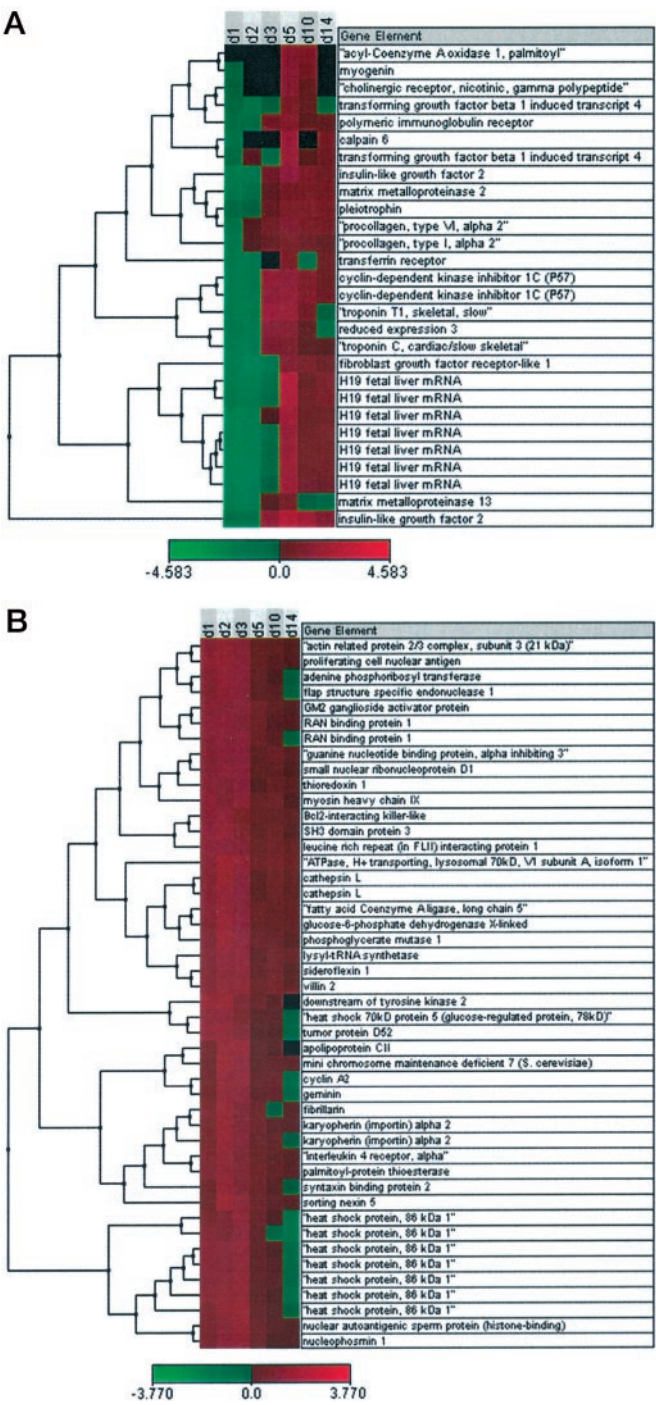 A
d1 d2 d3 d5 d10 d14
Gene Element
"acyl-Coenzyme A oxidase 1, palmitoyl"
myogenin
"cholinergic receptor, nicotinic, gamma polypeptide"
transforming growth factor beta 1 induced transcript 4
polymeric immunoglobulin receptor
calpain 6
transforming growth factor beta 1 induced transcript 4
insulin-like growth factor 2
matrix metalloproteinase 2
pleiotrophin
"procollagen, type VI, alpha 2"
"procollagen, type I, alpha 2"
transferrin receptor
cyclin-dependent kinase inhibitor 1C (P57)
cyclin-dependent kinase inhibitor 1C (P57)
"troponin T1, skeletal, slow"
reduced expression 3
"troponin C, cardiac/slow skeletal"
fibroblast growth factor receptor-like 1
H19 fetal liver mRNA
H19 fetal liver mRNA
H19 fetal liver mRNA
H19 fetal liver mRNA
H19 fetal liver mRNA
H19 fetal liver mRNA
H19 fetal liver mRNA
matrix metalloproteinase 13
insulin-like growth factor 2
-4.583 0.0 4.583
B
d1 d2 d3 d5 d10 d14
Gene Element
"actin related protein 2/3 complex, subunit 3 (21 kDa)"
proliferating cell nuclear antigen
adenine phosphoribosyl transferase
flap structure specific endonuclease 1
GM2 ganglioside activator protein
RAN binding protein 1
RAN binding protein 1
"guanine nucleotide binding protein, alpha inhibiting 3"
small nuclear ribonucleoprotein D1
thioredoxin 1
myosin heavy chain IX
Bcl2-interacting killer-like
SH3 domain protein 3
leucine rich repeat (in FLII) interacting protein 1
"ATPase, H+ transporting, lysosomal 70kD, V1 subunit A, isoform 1"
cathepsin L
cathepsin L
"fatty acid Coenzyme A ligase, long chain 5"
glucose-6-phosphate dehydrogenase X-linked
phosphoglycerate mutase 1
lysyl-tRNA synthetase
sideroflexin 1
villin 2
downstream of tyrosine kinase 2
"heat shock 70kD protein 5 (glucose-regulated protein, 78kD)"
tumor protein D52
apolipoprotein CII
mini chromosome maintenance deficient 7 (S. cerevisiae)
cyclin A2
geminin
fibrillarin
karyopherin (importin) alpha 2
karyopherin (importin) alpha 2
"interleukin 4 receptor, alpha"
palmitoyl-protein thioesterase
syntaxin binding protein 2
sorting nexin 5
"heat shock protein, 86 kDa 1"
"heat shock protein, 86 kDa 1"
"heat shock protein, 86 kDa 1"
"heat shock protein, 86 kDa 1"
"heat shock protein, 86 kDa 1"
"heat shock protein, 86 kDa 1"
"heat shock protein, 86 kDa 1"
nuclear autoantigenic sperm protein (histone-binding)
nucleophosmin 1
-3.770 0.0 3.770